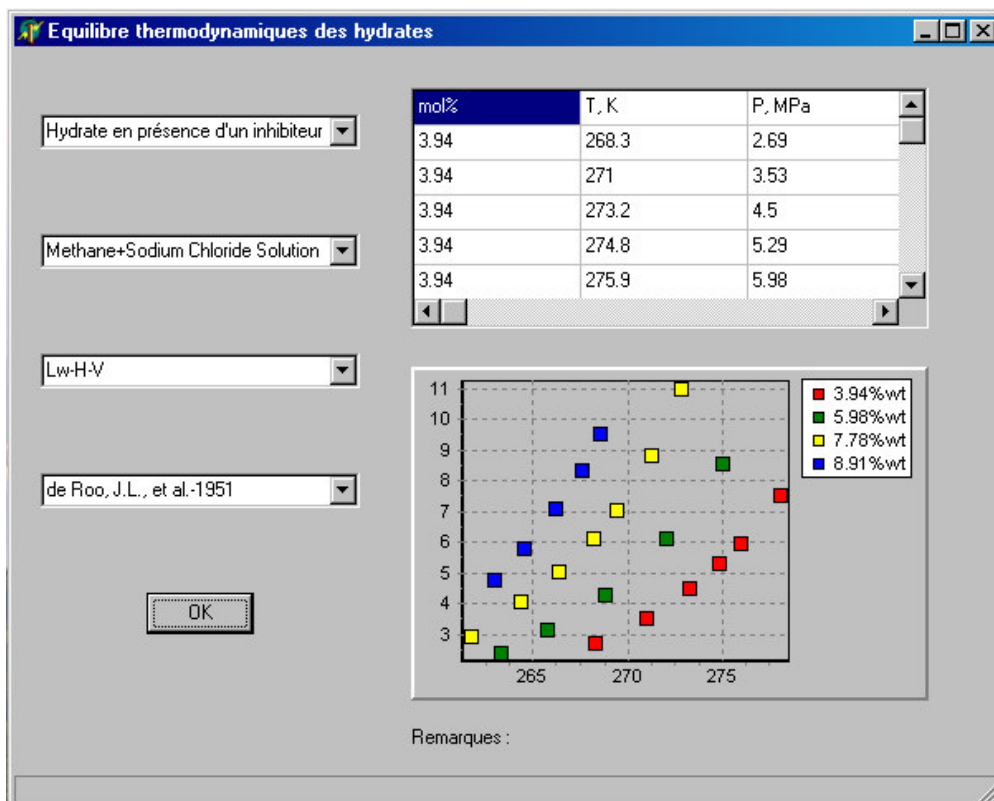 Equilibre thermodynamiques des hydrates
Hydrate en présence d'un inhibiteur
Methane+Sodium Chloride Solution
Lw-H-V
de Roo, J.L., et al.-1951
OK
mol% T, K P, MPa
3.94 268.3 2.69
3.94 271 3.53
3.94 273.2 4.5
3.94 274.8 5.29
3.94 275.9 5.98
11
10
9
8
7
6
5
4
3
265 270 275
3.94%wt
5.98%wt
7.78%wt
8.91%wt
Remarques :